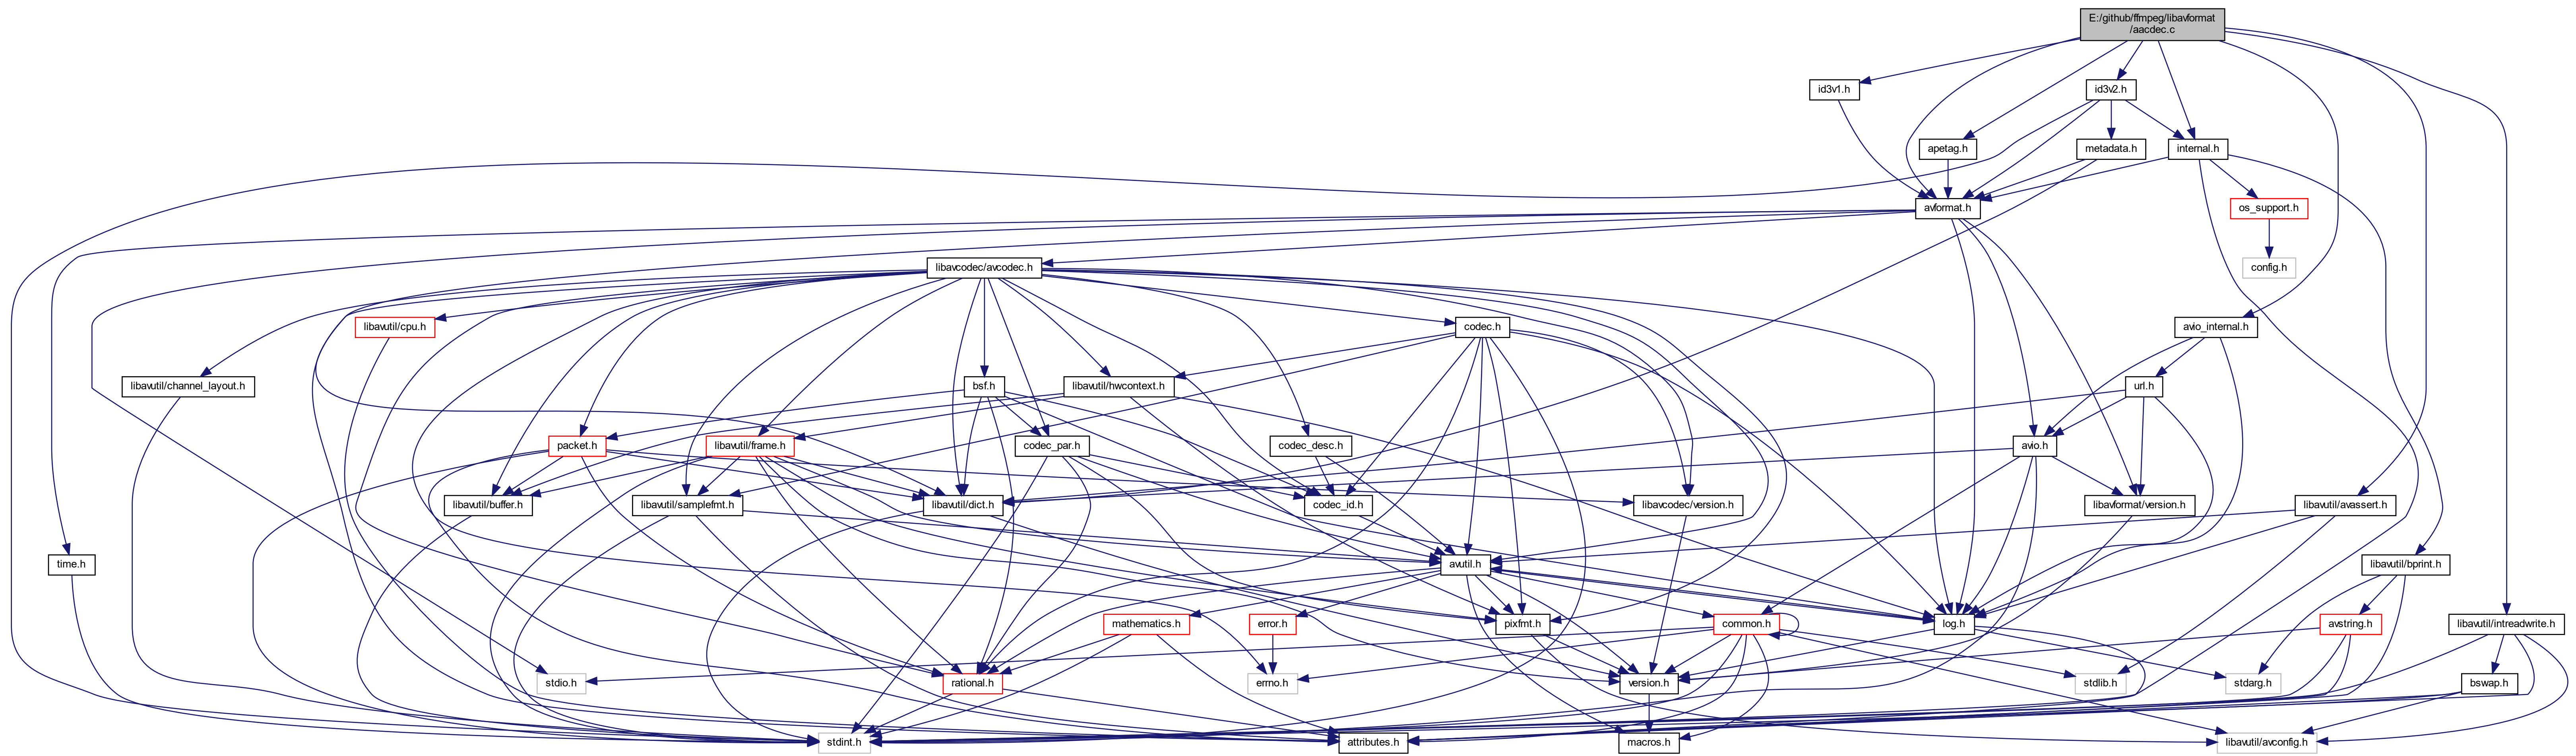 E:/github/ffmpeg/libavformat
/aacdec.c
id3v1.h
id3v2.h
apetag.h
metadata.h
internal.h
avformat.h
os_support.h
libavcodec/avcodec.h
config.h
libavutil/cpu.h
codec.h
avio_internal.h
libavutil/channel_layout.h
bsf.h
libavutil/hwcontext.h
url.h
packet.h
libavutil/frame.h
codec_par.h
codec_desc.h
avio.h
libavutil/buffer.h
libavutil/samplefmt.h
libavutil/dict.h
codec_id.h
libavcodec/version.h
libavformat/version.h
libavutil/avassert.h
time.h
avutil.h
libavutil/bprint.h
mathematics.h
error.h
pixfmt.h
common.h
log.h
avstring.h
libavutil/intreadwrite.h
stdio.h
rational.h
errno.h
version.h
stdlib.h
stdarg.h
bswap.h
stdint.h
attributes.h
macros.h
libavutil/avconfig.h